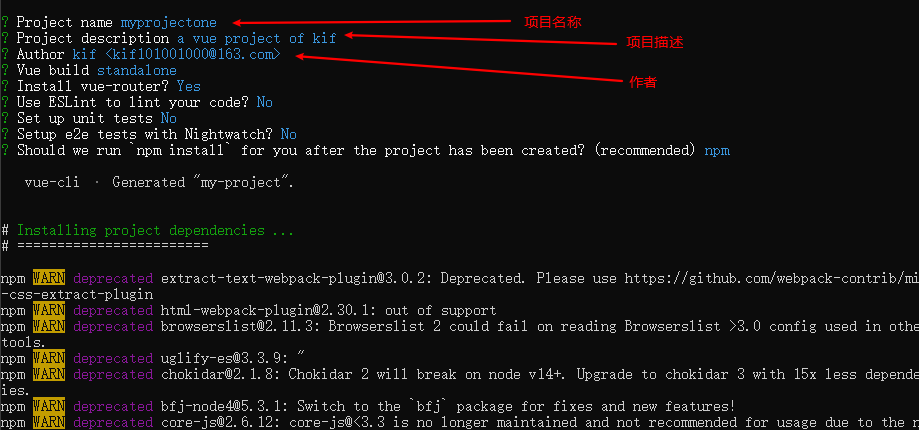 ? Project name myprojectone 项目名称
? Project description a vue project of kif 项目描述
? Author kif <kif101001000@163.com>
? Vue build standalone 作者
? Install vue-router? Yes
? Use ESLint to lint your code? No
? Set up unit tests No
? Setup e2e tests with Nightwatch? No
? Should we run `npm install` for you after the project has been created? (recommended) npm
vue-cli · Generated "my-project".
# Installing project dependencies ...
# ========================
npm WARN deprecated extract-text-webpack-plugin@3.0.2: Deprecated. Please use https://github.com/webpack-contrib/mi
-css-extract-plugin
npm WARN deprecated html-webpack-plugin@2.30.1: out of support
npm WARN deprecated browserslist@2.11.3: Browserslist 2 could fail on reading Browserslist >3.0 config used in othe
tools.
npm WARN deprecated uglify-es@3.3.9: "
npm WARN deprecated chokidar@2.1.8: Chokidar 2 will break on node v14+. Upgrade to chokidar 3 with 15x less depende
ies.
npm WARN deprecated bfj-node4@5.3.1: Switch to the `bfj` package for fixes and new features!
npm WARN deprecated core-js@2.6.12: core-js@<3.3 is no longer maintained and not recommended for usage due to the n